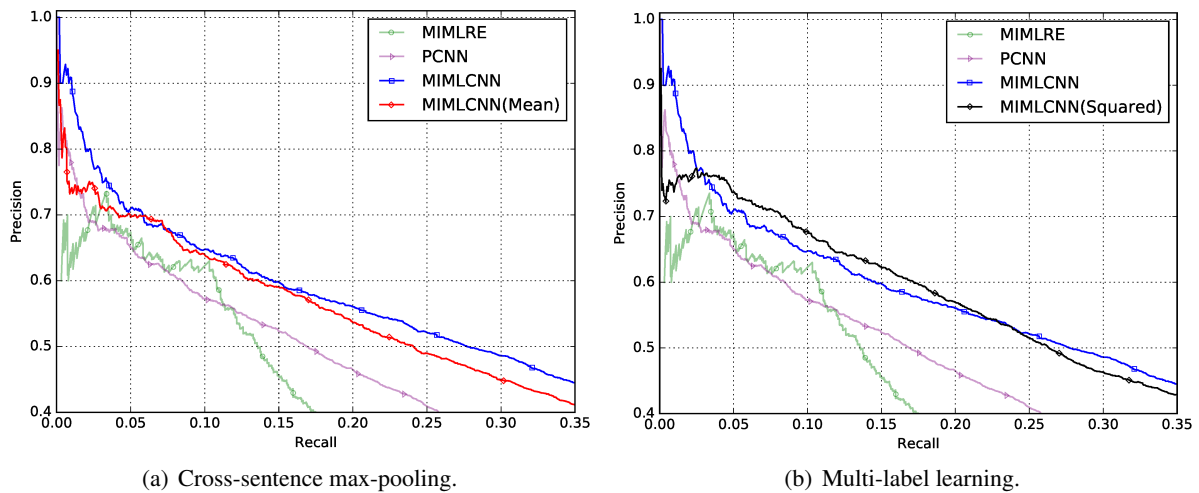 1.0
0.9
0.8
0.7
0.6
0.5
0.4
Precision
MIMLRE
PCNN
MIMLCNN
MIMLCNN(Mean)
0.00 0.05 0.10 0.15 0.20 0.25 0.30 0.35
Recall
(a) Cross-sentence max-pooling.
1.0
0.9
0.8
0.7
0.6
0.5
0.4
Precision
MIMLRE
PCNN
MIMLCNN
MIMLCNN(Squared)
0.00 0.05 0.10 0.15 0.20 0.25 0.30 0.35
Recall
(b) Multi-label learning.